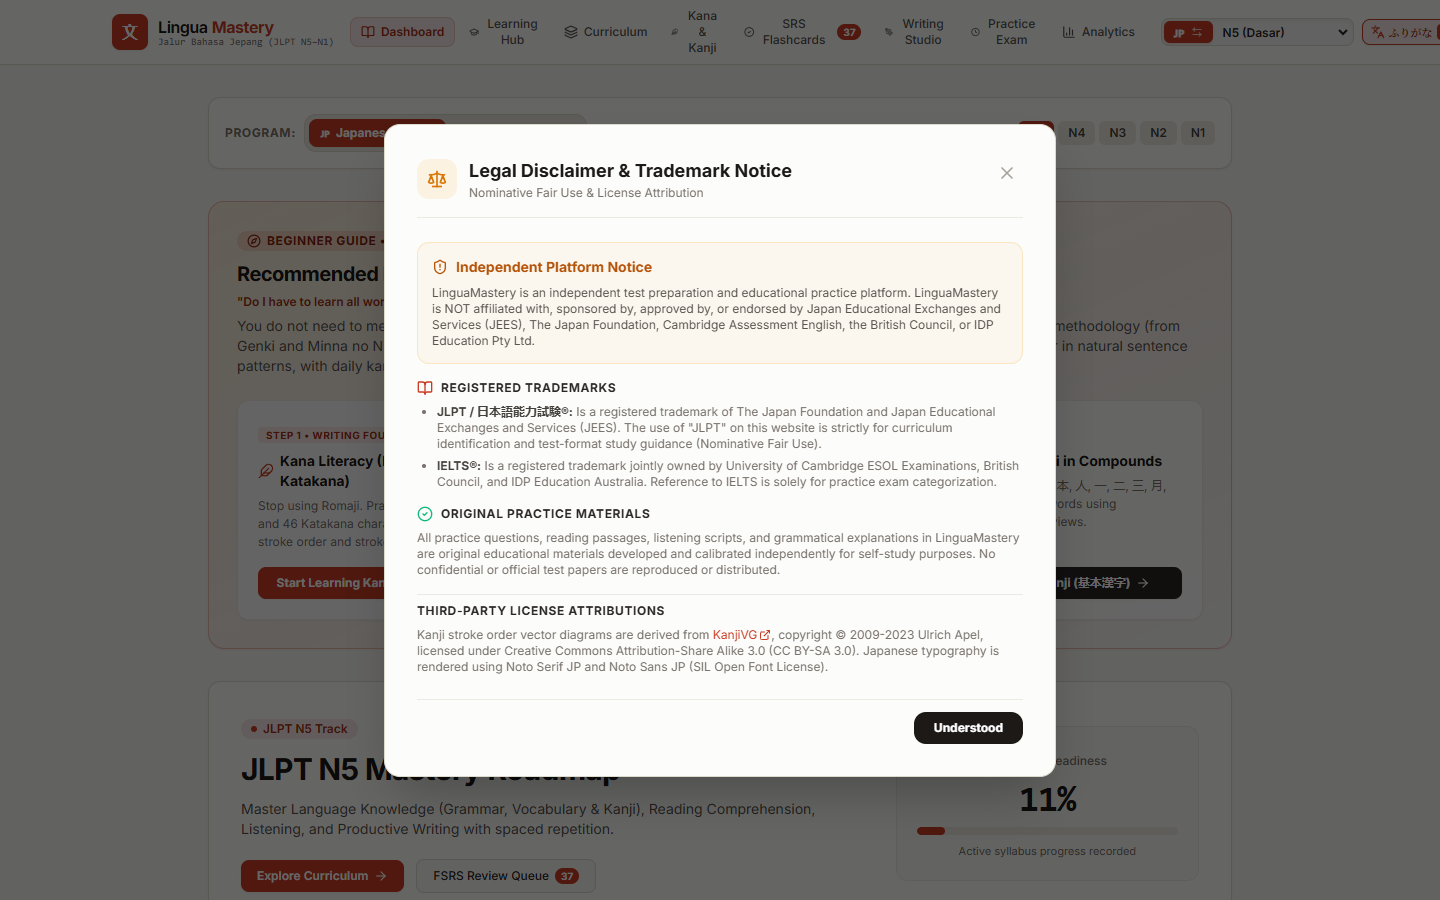 Lingua Mastery
Jalur Bahasa Jepang (JLPT N5–N1)
Dashboard
Learning Hub
Curriculum
Kana & Kanji
SRS Flashcards 37
Writing Studio
Practice Exam
Analytics
JP
N5 (Dasar)
ふりがな
PROGRAM:
JP
N4 N3 N2 N1
Legal Disclaimer & Trademark Notice
Nominative Fair Use & License Attribution
Independent Platform Notice
LinguaMastery is an independent test preparation and educational practice platform. LinguaMastery
is NOT affiliated with, sponsored by, approved by, or endorsed by Japan Educational Exchanges and
Services (JEES), The Japan Foundation, Cambridge Assessment English, the British Council, or IDP
Education Pty Ltd.
REGISTERED TRADEMARKS
JLPT / 日本語能力試験®: Is a registered trademark of The Japan Foundation and Japan Educational
Exchanges and Services (JEES). The use of "JLPT" on this website is strictly for curriculum
identification and test-format study guidance (Nominative Fair Use).
IELTS®: Is a registered trademark jointly owned by University of Cambridge ESOL Examinations, British
Council, and IDP Education Australia. Reference to IELTS is solely for practice exam categorization.
ORIGINAL PRACTICE MATERIALS
All practice questions, reading passages, listening scripts, and grammatical explanations in LinguaMastery
are original educational materials developed and calibrated independently for self-study purposes. No
confidential or official test papers are reproduced or distributed.
THIRD-PARTY LICENSE ATTRIBUTIONS
Kanji stroke order vector diagrams are derived from KanjiVG, copyright © 2009-2023 Ulrich Apel,
licensed under Creative Commons Attribution-Share Alike 3.0 (CC BY-SA 3.0). Japanese typography is
rendered using Noto Serif JP and Noto Sans JP (SIL Open Font License).
Understood
BEGINNER GUIDE •
Recommended
"Do I have to learn all
You do not need to
methodology (from
Genki and Minna no
in natural sentence
patterns, with daily
STEP 1 • WRITING
Kana Literacy
Katakana)
Stop using Romaji.
and 46 Katakana
stroke order and
Start Learning
in Compounds
本, 人, 一, 二, 三, 月,
using
(基本漢字)
JLPT N5 Track
JLPT N5 Mastery Roadmap
Master Language Knowledge (Grammar, Vocabulary & Kanji), Reading Comprehension,
Listening, and Productive Writing with spaced repetition.
Explore Curriculum
FSRS Review Queue 37
11%
Active syllabus progress recorded